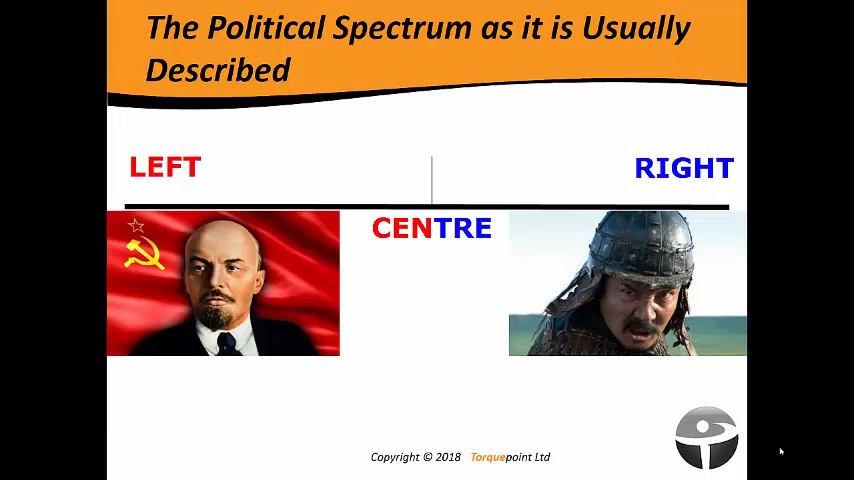 The Political Spectrum as it is Usually
Described
LEFT
RIGHT
CENTRE
Copyright © 2018 Torquepoint Ltd